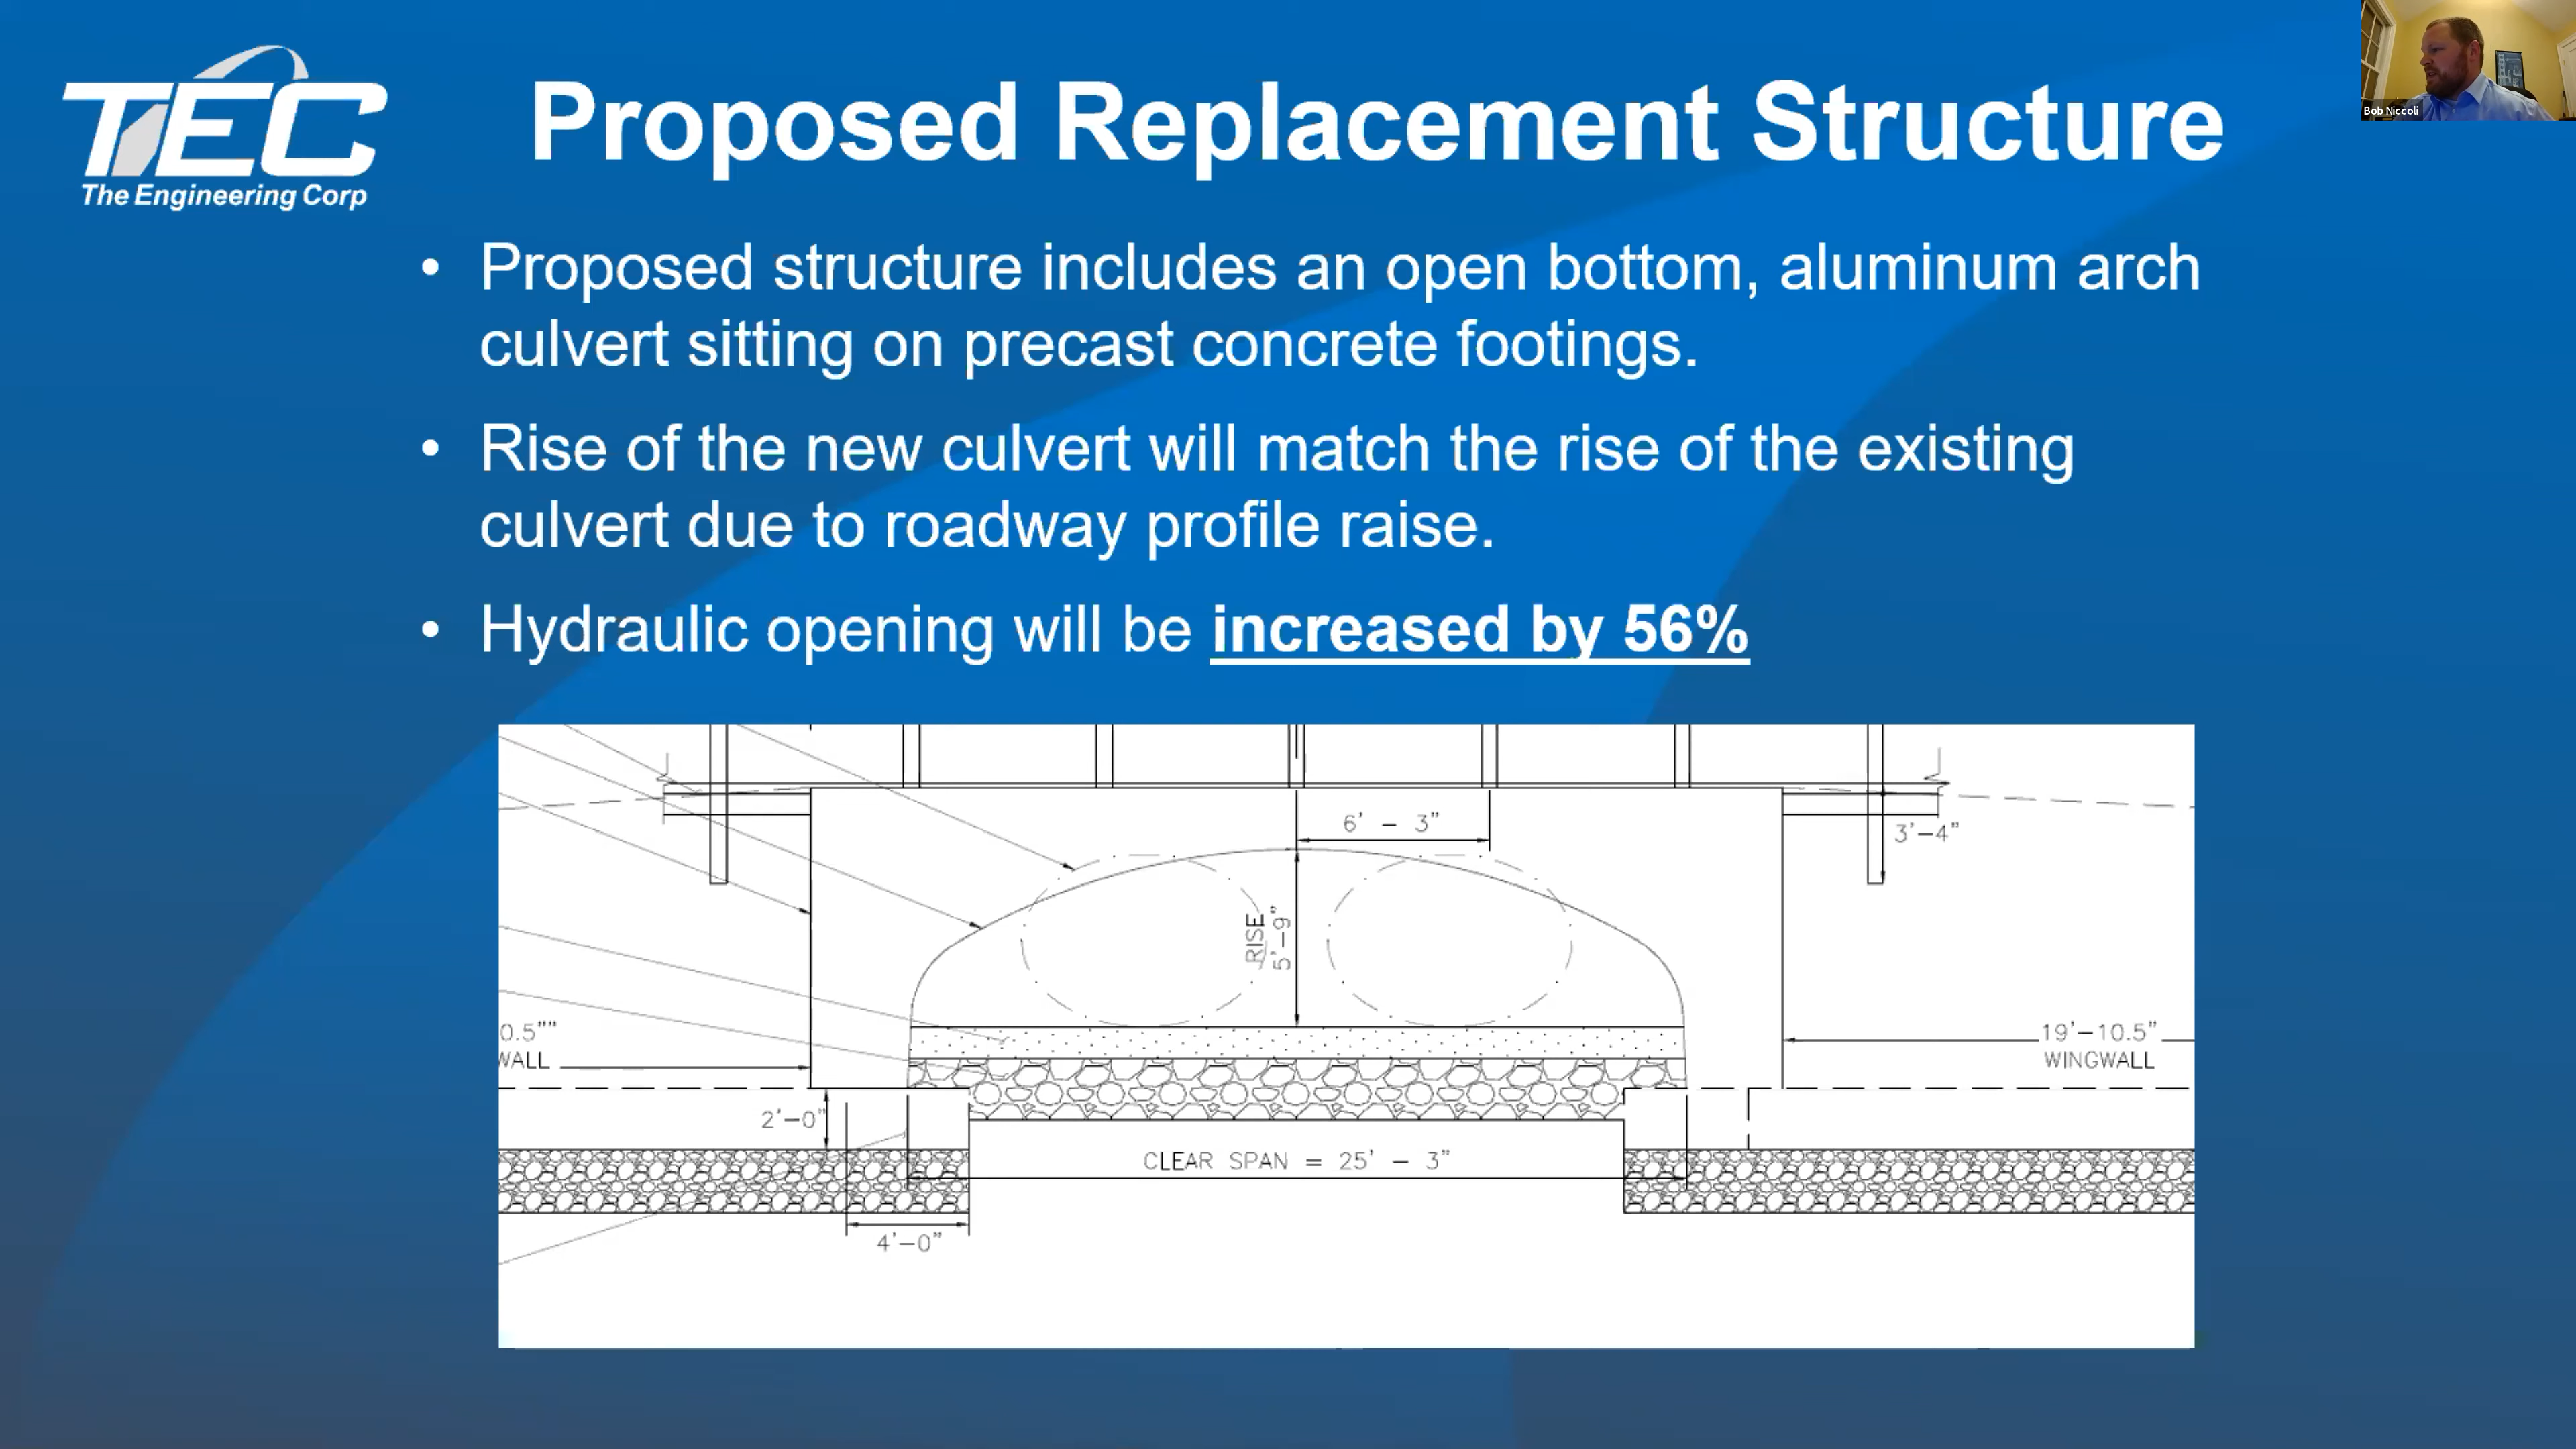 TEC
The Engineering Corp
Proposed Replacement Structure
Bob Niccoli
• Proposed structure includes an open bottom, aluminum arch
culvert sitting on precast concrete footings.
• Rise of the new culvert will match the rise of the existing
culvert due to roadway profile raise.
• Hydraulic opening will be increased by 56%
6' - 3"
3'-4"
RISE
5'-9"
0.5""
WALL
19'-10.5"
WINGWALL
2'-0"
CLEAR SPAN = 25' - 3"
4'-0"